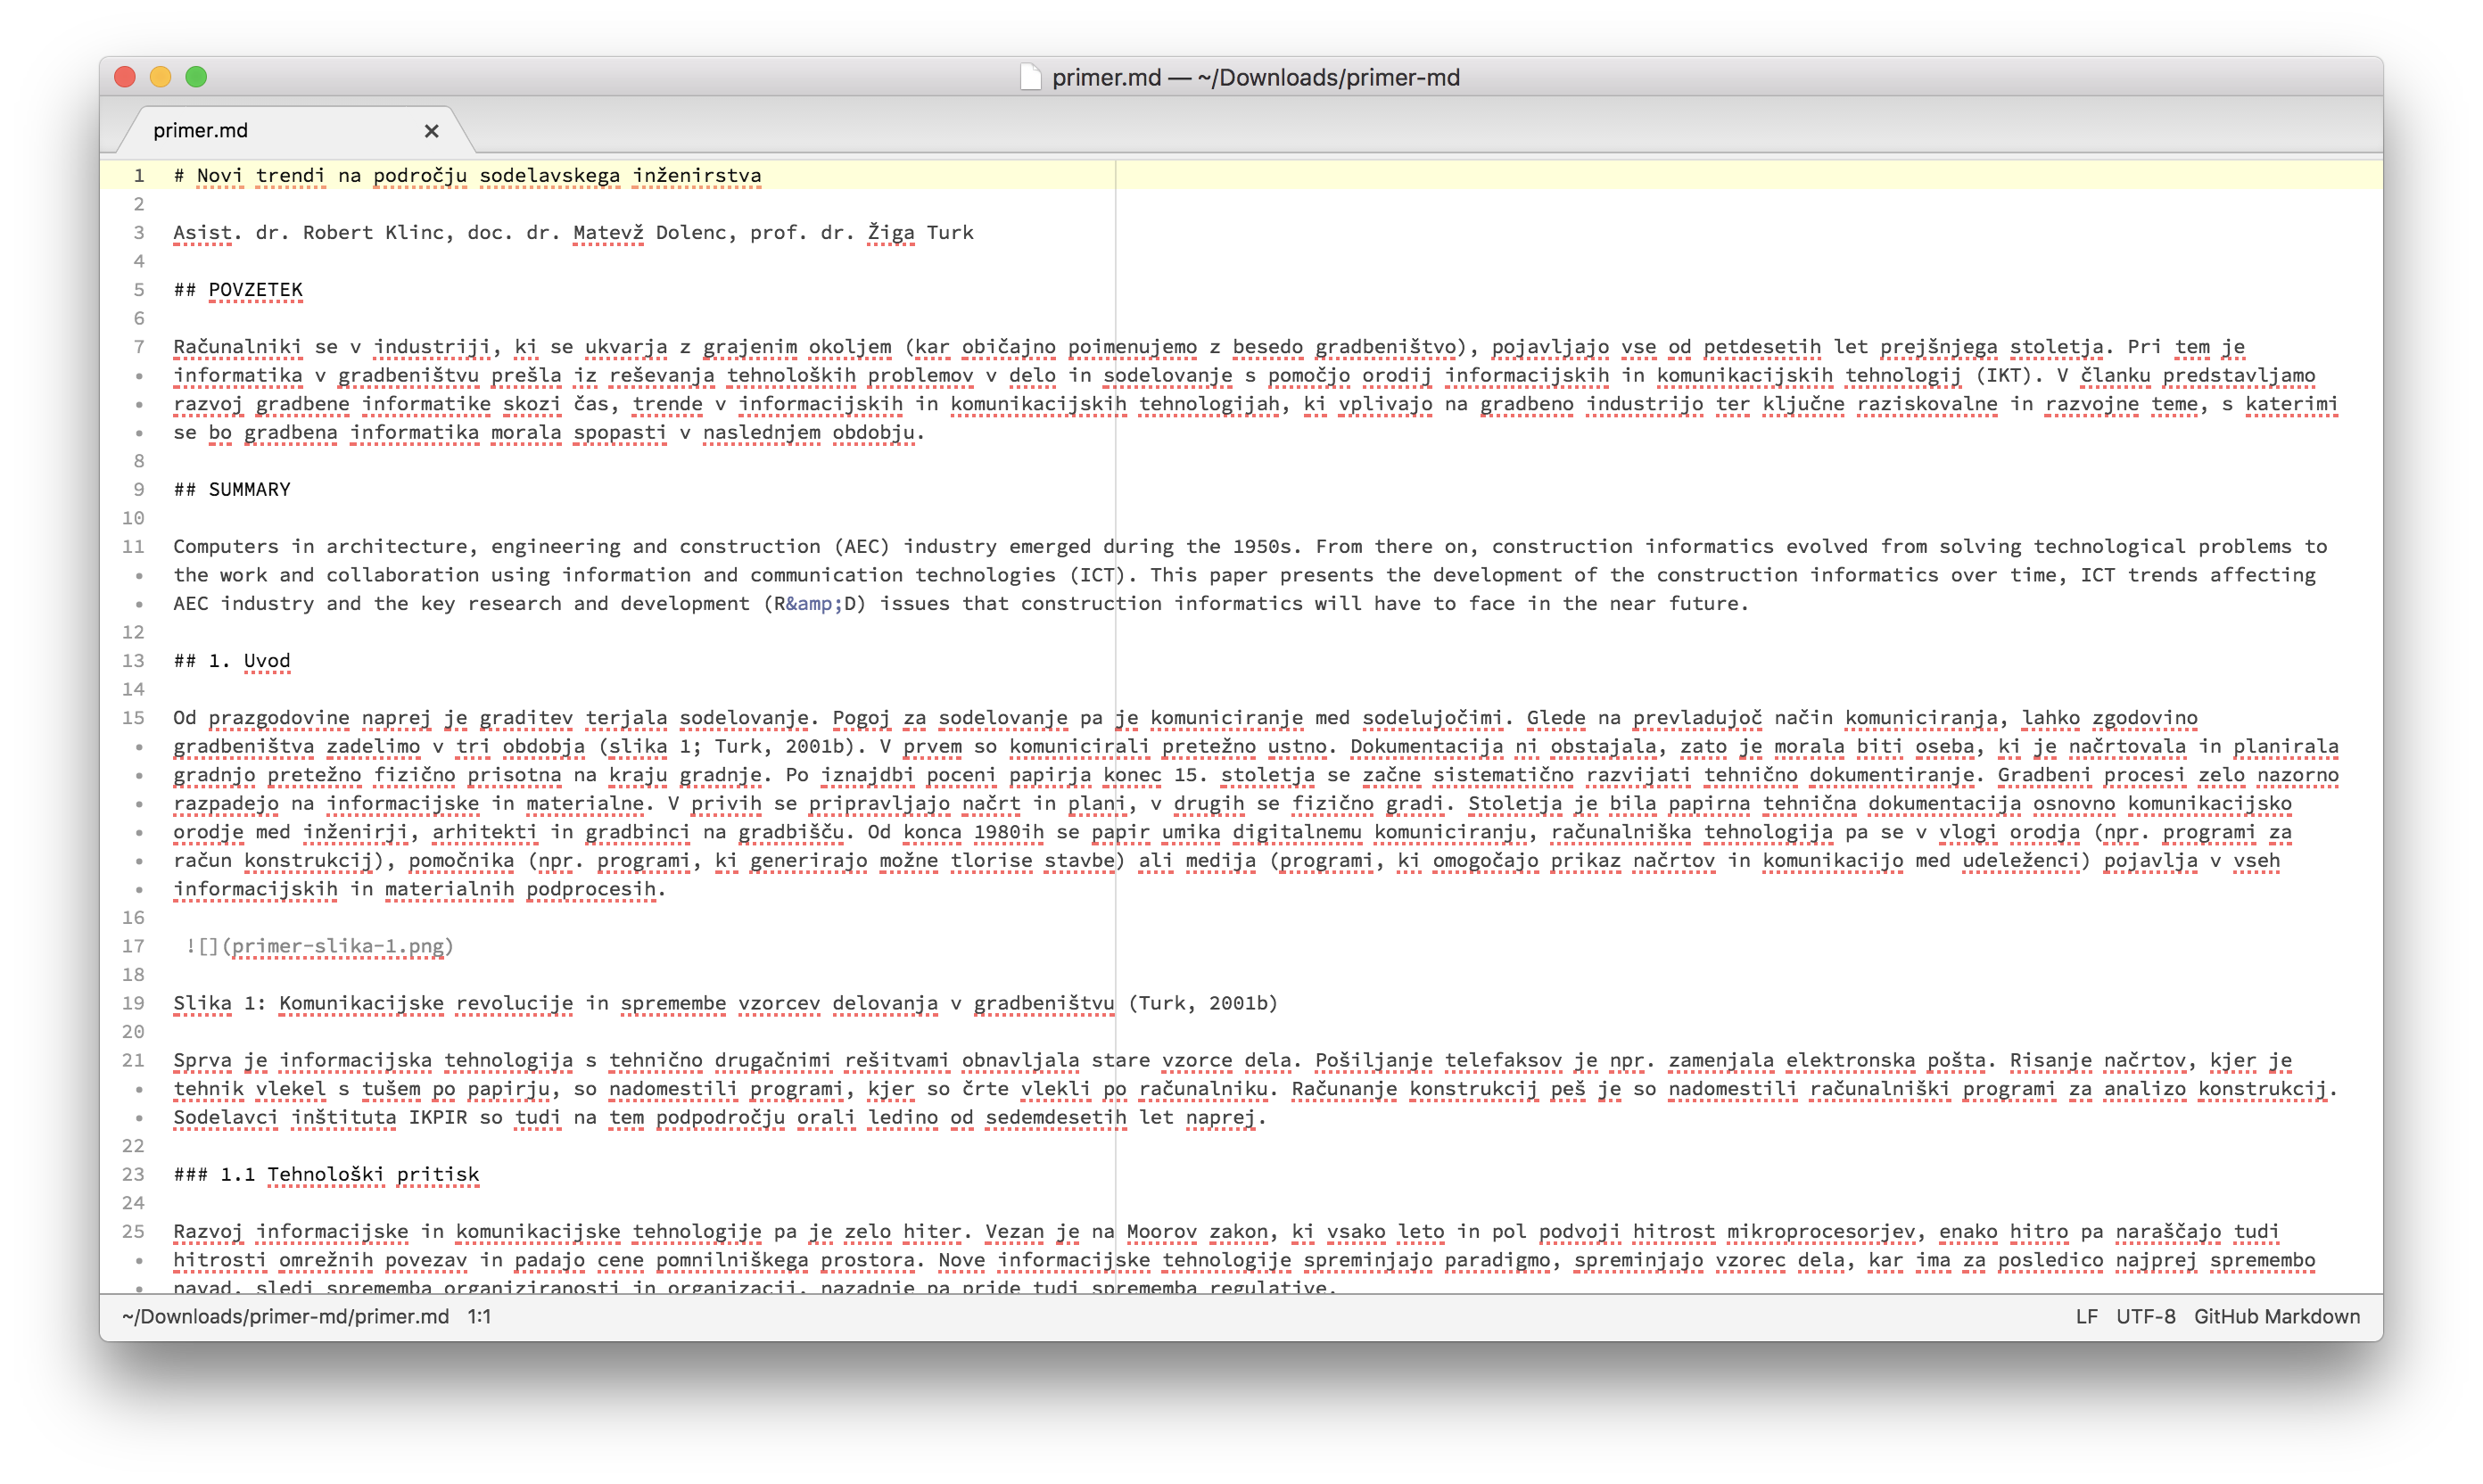 primer.md — ~/Downloads/primer-md
primer.md
1 # Novi trendi na področju sodelavskega inženirstva
2
3 Asist. dr. Robert Klinc, doc. dr. Matevž Dolenc, prof. dr. Žiga Turk
4
5 ## POVZETEK
6
7 Računalniki se v industriji, ki se ukvarja z grajenim okoljem (kar običajno poimenujemo z besedo gradbeništvo), pojavljajo vse od petdesetih let prejšnjega stoletja. Pri tem je
• informatika v gradbeništvu prešla iz reševanja tehnoloških problemov v delo in sodelovanje s pomočjo orodij informacijskih in komunikacijskih tehnologij (IKT). V članku predstavljamo
• razvoj gradbene informatike skozi čas, trende v informacijskih in komunikacijskih tehnologijah, ki vplivajo na gradbeno industrijo ter ključne raziskovalne in razvojne teme, s katerimi
• se bo gradbena informatika morala spopasti v naslednjem obdobju.
8
9 ## SUMMARY
10
11 Computers in architecture, engineering and construction (AEC) industry emerged during the 1950s. From there on, construction informatics evolved from solving technological problems to
• the work and collaboration using information and communication technologies (ICT). This paper presents the development of the construction informatics over time, ICT trends affecting
• AEC industry and the key research and development (R&amp;D) issues that construction informatics will have to face in the near future.
12
13 ## 1. Uvod
14
15 Od prazgodovine naprej je graditev terjala sodelovanje. Pogoj za sodelovanje pa je komuniciranje med sodelujočimi. Glede na prevladujoč način komuniciranja, lahko zgodovino
• gradbeništva zadelimo v tri obdobja (slika 1; Turk, 2001b). V prvem so komunicirali pretežno ustno. Dokumentacija ni obstajala, zato je morala biti oseba, ki je načrtovala in planirala
• gradnjo pretežno fizično prisotna na kraju gradnje. Po iznajdbi poceni papirja konec 15. stoletja se začne sistematično razvijati tehnično dokumentiranje. Gradbeni procesi zelo nazorno
• razpadejo na informacijske in materialne. V privih se pripravljajo načrt in plani, v drugih se fizično gradi. Stoletja je bila papirna tehnična dokumentacija osnovno komunikacijsko
• orodje med inženirji, arhitekti in gradbinci na gradbišču. Od konca 1980ih se papir umika digitalnemu komuniciranju, računalniška tehnologija pa se v vlogi orodja (npr. programi za
• račun konstrukcij), pomočnika (npr. programi, ki generirajo možne tlorise stavbe) ali medija (programi, ki omogočajo prikaz načrtov in komunikacijo med udeleženci) pojavlja v vseh
• informacijskih in materialnih podprocesih.
16
17 ![](primer-slika-1.png)
18
19 Slika 1: Komunikacijske revolucije in spremembe vzorcev delovanja v gradbeništvu (Turk, 2001b)
20
21 Sprva je informacijska tehnologija s tehnično drugačnimi rešitvami obnavljala stare vzorce dela. Pošiljanje telefaksov je npr. zamenjala elektronska pošta. Risanje načrtov, kjer je
• tehnik vlekel s tušem po papirju, so nadomestili programi, kjer so črte vlekli po računalniku. Računanje konstrukcij peš je so nadomestili računalniški programi za analizo konstrukcij.
• Sodelavci inštituta IKPIR so tudi na tem podpodročju orali ledino od sedemdesetih let naprej.
22
23 ### 1.1 Tehnološki pritisk
24
25 Razvoj informacijske in komunikacijske tehnologije pa je zelo hiter. Vezan je na Moorov zakon, ki vsako leto in pol podvoji hitrost mikroprocesorjev, enako hitro pa naraščajo tudi
• hitrosti omrežnih povezav in padajo cene pomnilniškega prostora. Nove informacijske tehnologije spreminjajo paradigmo, spreminjajo vzorec dela, kar ima za posledico najprej spremembo
• navad, sledi sprememba organiziranosti in organizacij, nazadnje pa pride tudi sprememba regulative.
~/Downloads/primer-md/primer.md 1:1 LF UTF-8 GitHub Markdown